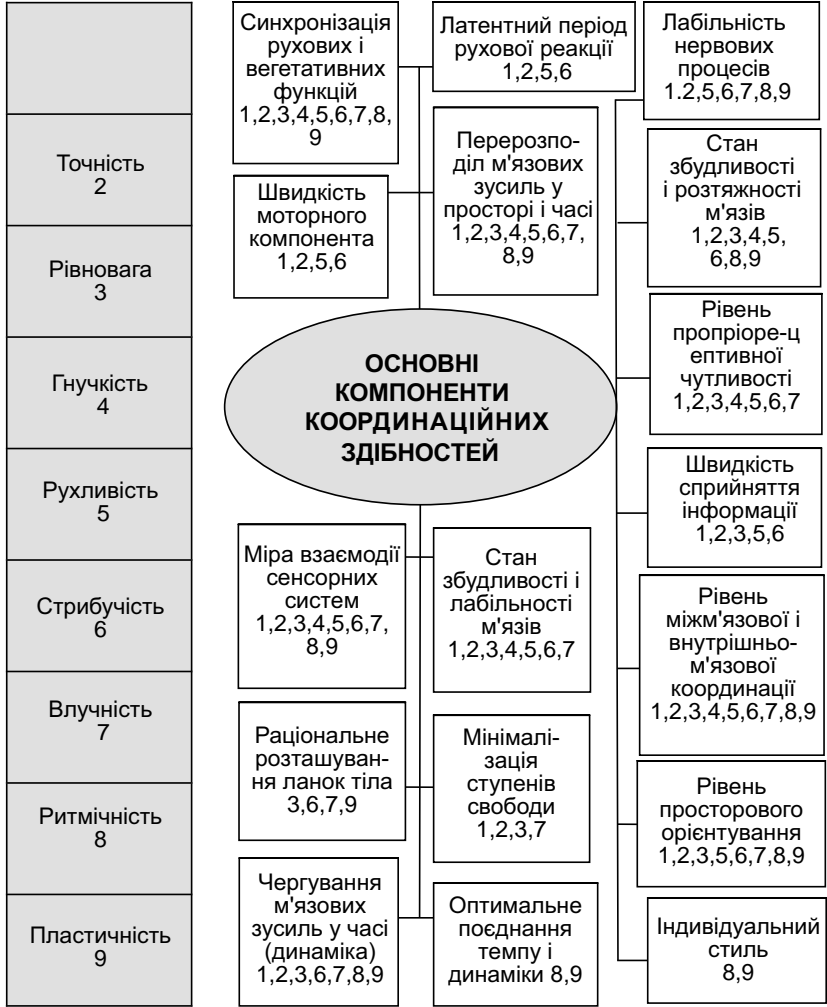 Точність
2
Рівновага
3
Гнучкість
4
Рухливість
5
Стрибучість
6
Влучність
7
Ритмічність
8
Пластичність
9
Синхронізація
рухових і
вегетативних
функцій
1,2,3,4,5,6,7,8,
9
Латентний період
рухової реакції
1,2,5,6
Швидкість
моторного
компонента
1,2,5,6
Перерозпо-
діл м'язових
зусиль у
просторі і часі
1,2,3,4,5,6,7,
8,9
ОСНОВНІ
КОМПОНЕНТИ
КООРДИНАЦІЙНИХ
ЗДІБНОСТЕЙ
Міра взаємодії
сенсорних
систем
1,2,3,4,5,6,7,
8,9
Стан
збудливості і
лабільності
м'язів
1,2,3,4,5,6,7
Раціональне
розташуван-
ня ланок тіла
3,6,7,9
Мінімалі-
зація
ступенів
свободи
1,2,3,7
Чергування
м'язових
зусиль у часі
(динаміка)
1,2,3,6,7,8,9
Оптимальне
поєднання
темпу і
динаміки 8,9
Лабільність
нервових
процесів
1.2,5,6,7,8,9
Стан
збудливості
і розтяжності
м'язів
1,2,3,4,5,
6,8,9
Рівень
пропріоре-ц
ептивної
чутливості
1,2,3,4,5,6,7
Швидкість
сприйняття
інформації
1,2,3,5,6
Рівень
міжм'язової і
внутрішньо-
м'язової
координації
1,2,3,4,5,6,7,8,9
Рівень
просторового
орієнтування
1,2,3,5,6,7,8,9
Індивідуальний
стиль
8,9